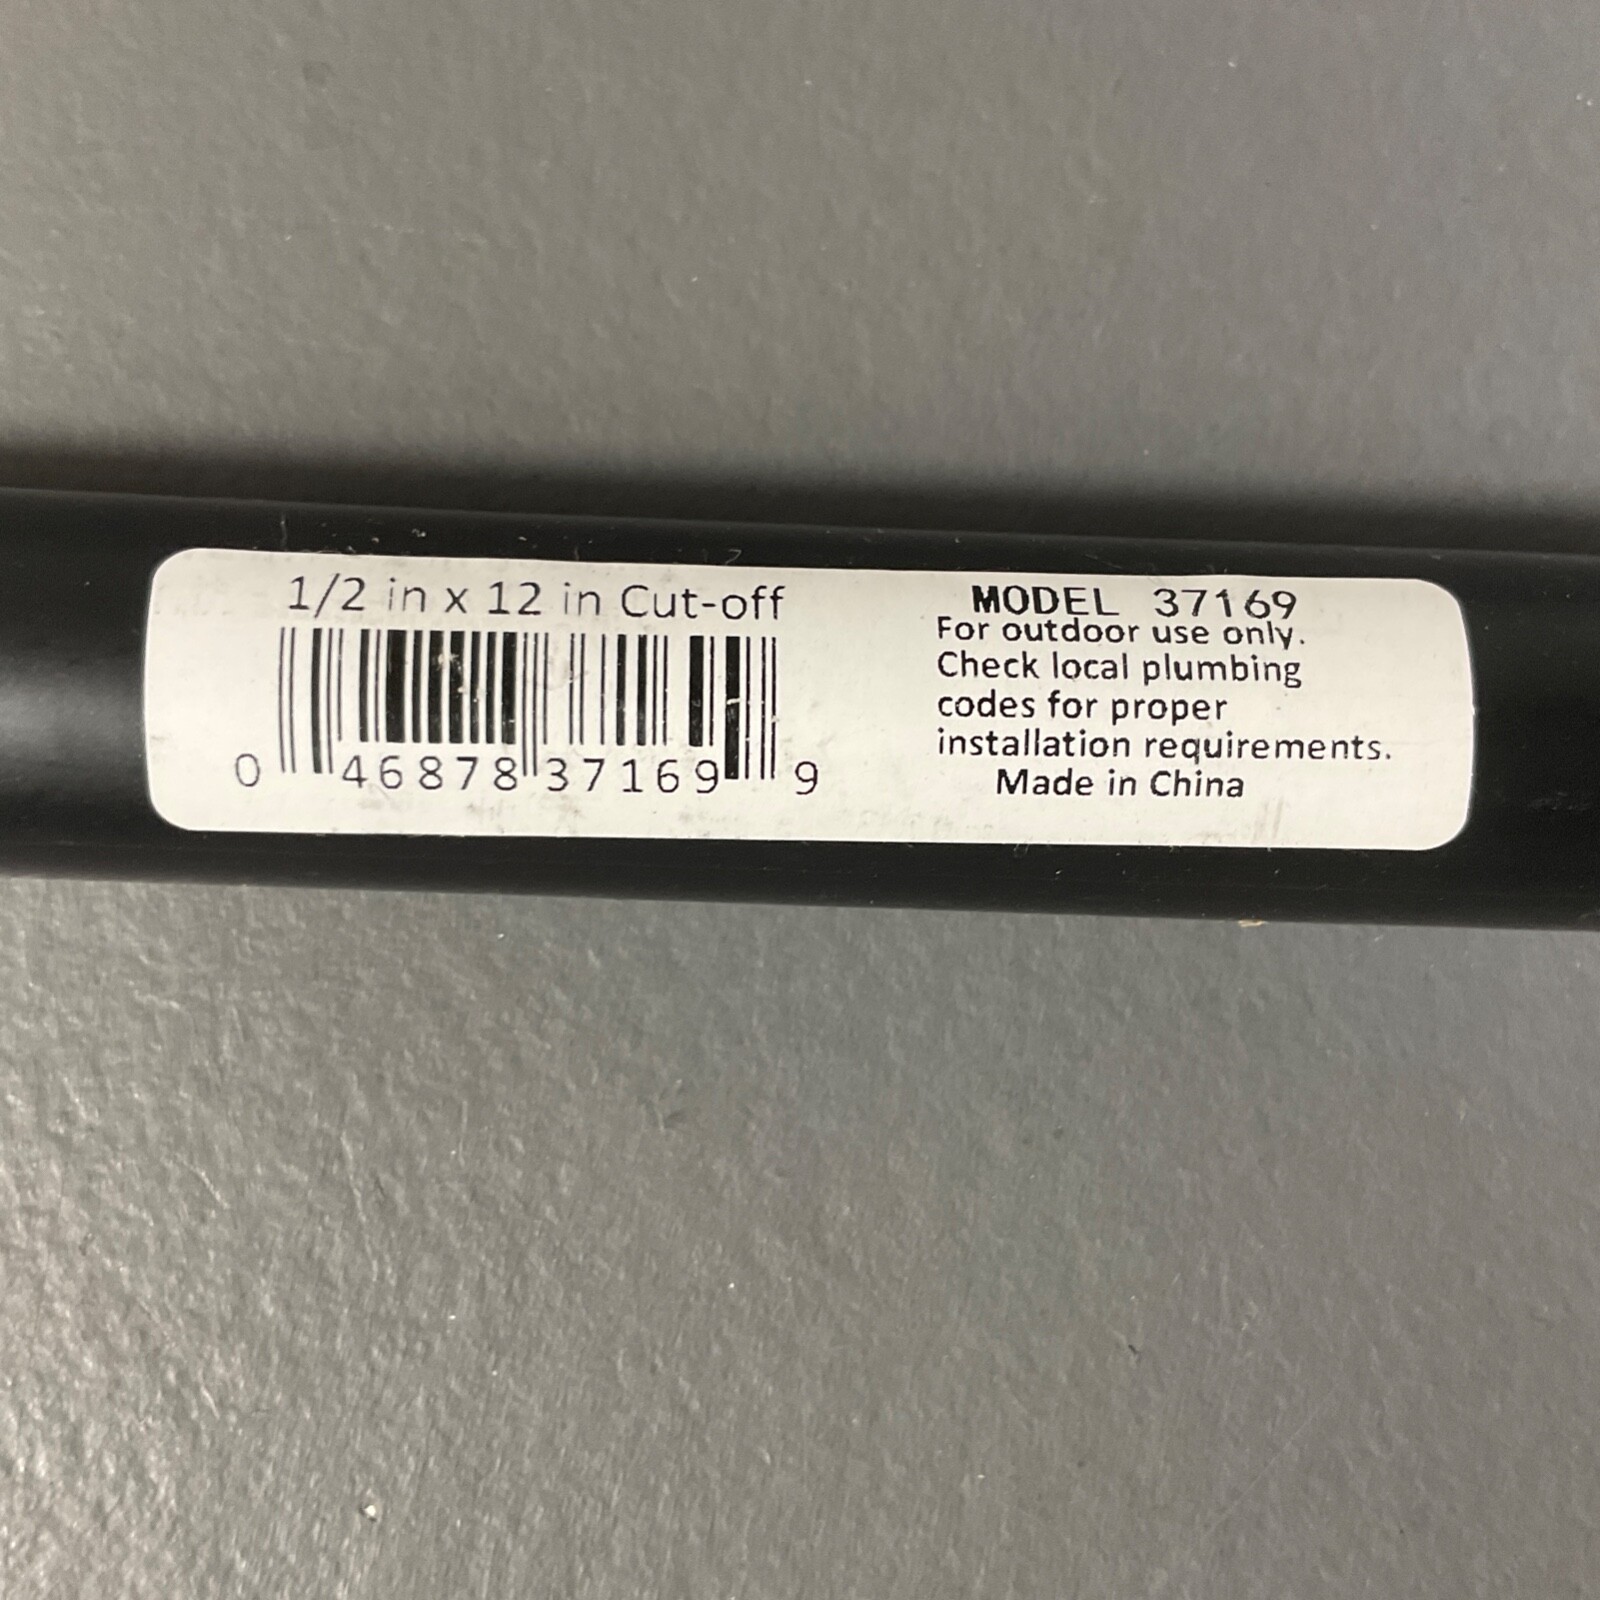 1/2 in x 12 in Cut-off
0 46878 37169 9
MODEL 37169
For outdoor use only.
Check local plumbing
codes for proper
installation requirements.
Made in China